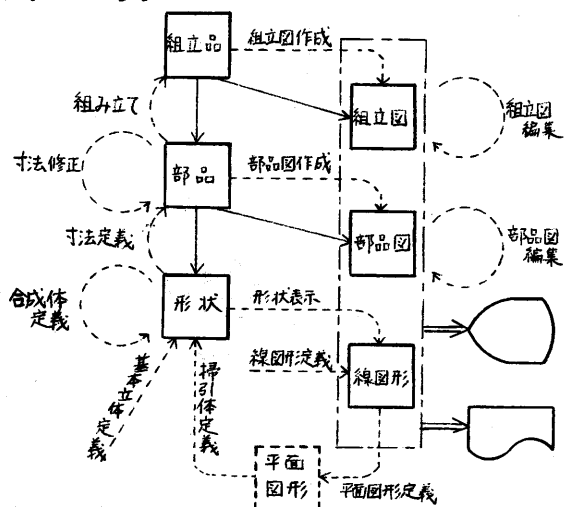 組立品
組立図作成
組み立て
組立図
組立図
編集
寸法修正
部品
部品図作成
寸法定義
部品図
部品図
編集
合成体
定義
形状
形状表示
基本立体定義
掃引体定義
線図形定義
線図形
平面
図形
平面図形定義